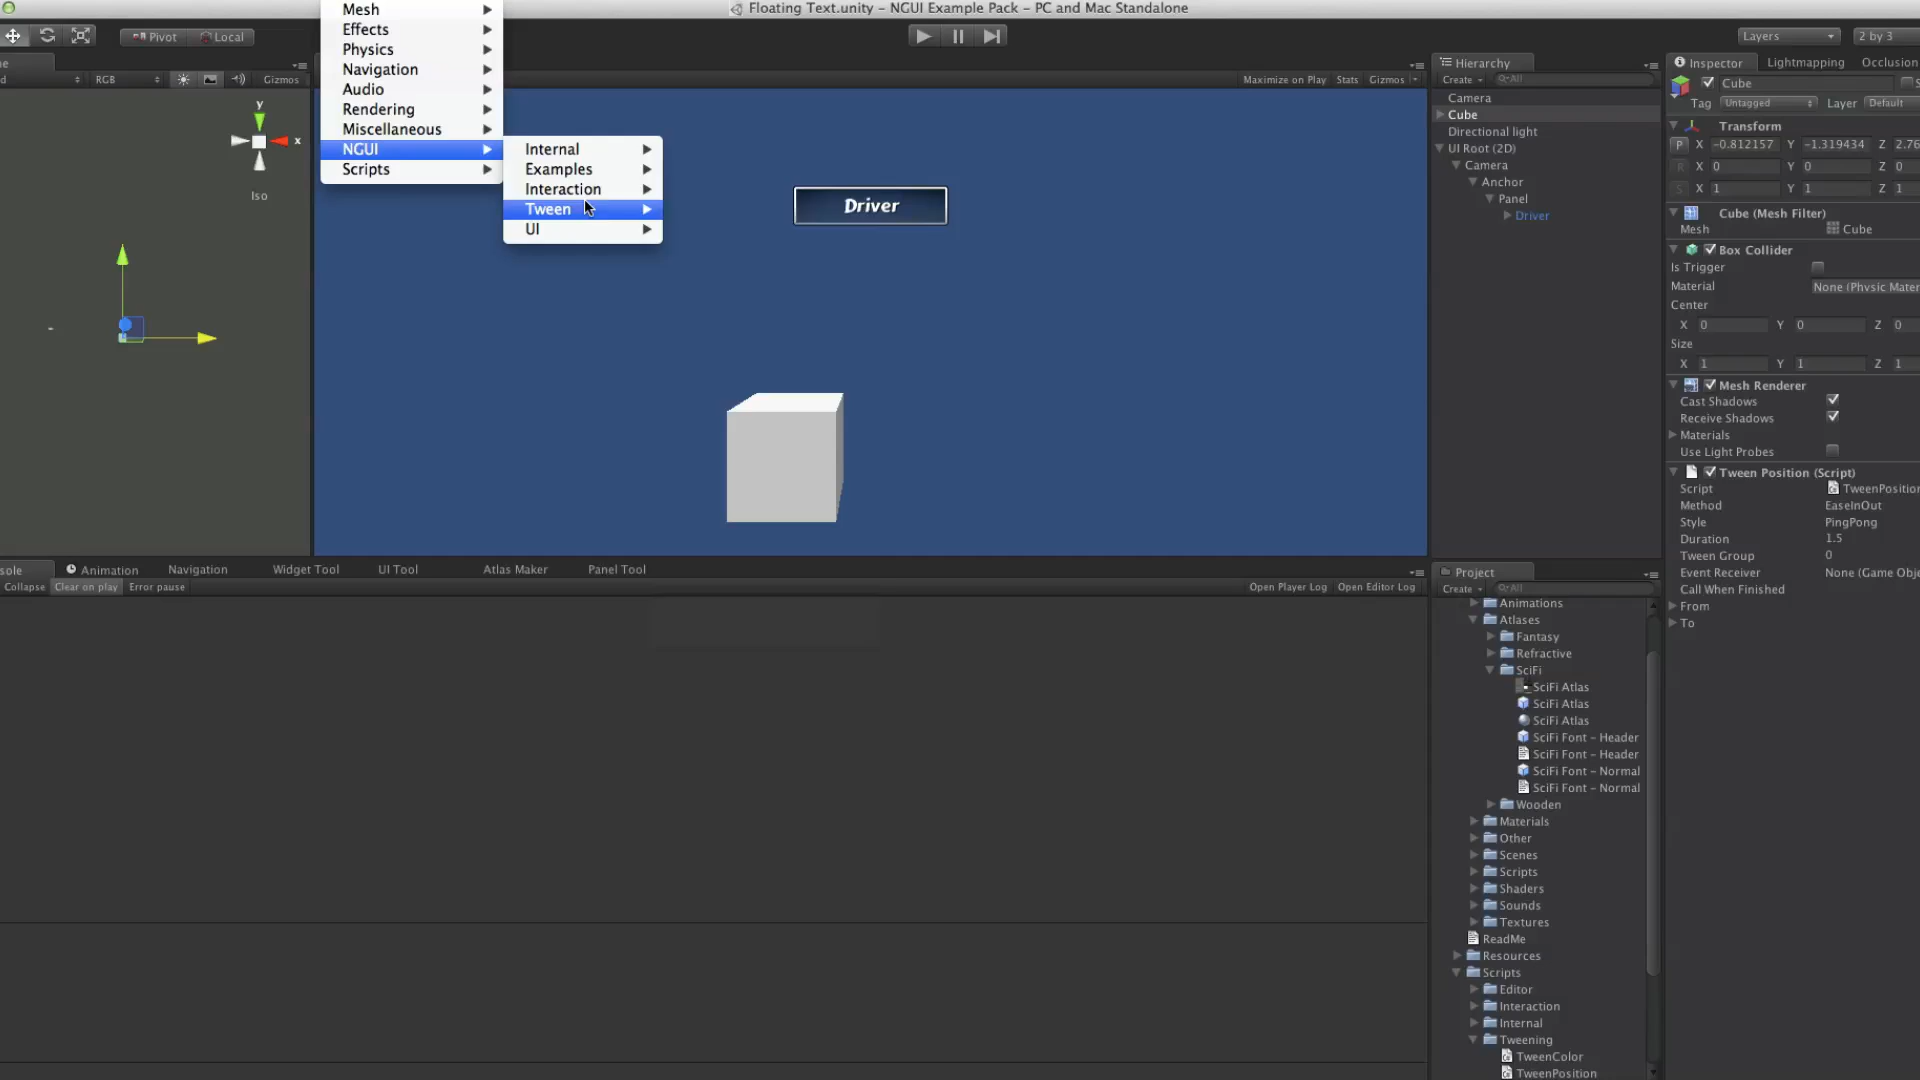 Floating Text.unity – NGUI Example Pack – PC and Mac Standalone
Mesh
Effects
Physics
Navigation
Audio
Rendering
Miscellaneous
NGUI
Scripts
Internal
Examples
Interaction
Tween
UI
Pivot
Local
Layers
2 by 3
RGB
Gizmos
Maximize on Play
Stats
Gizmos
y
x
Iso
Driver
Hierarchy
Create
All
Camera
Cube
Directional light
UI Root (2D)
Camera
Anchor
Panel
Driver
Inspector
Lightmapping
Occlusion
Cube
Tag Untagged
Layer Default
Transform
P X -0.812157 Y -1.319434 Z 2.76
R X 0 Y 0 Z 0
S X 1 Y 1 Z 1
Cube (Mesh Filter)
Mesh Cube
Box Collider
Is Trigger
Material None (Physic Mater
Center
X 0 Y 0 Z 0
Size
X 1 Y 1 Z 1
Mesh Renderer
Cast Shadows
Receive Shadows
Materials
Use Light Probes
Tween Position (Script)
Script TweenPosition
Method EaseInOut
Style PingPong
Duration 1.5
Tween Group 0
Event Receiver None (Game Obje
Call When Finished
From
To
sole
Animation
Navigation
Widget Tool
UI Tool
Atlas Maker
Panel Tool
Collapse
Clear on play
Error pause
Open Player Log
Open Editor Log
Project
Create
All
Animations
Atlases
Fantasy
Refractive
SciFi
SciFi Atlas
SciFi Atlas
SciFi Atlas
SciFi Font – Header
SciFi Font – Header
SciFi Font – Normal
SciFi Font – Normal
Wooden
Materials
Other
Scenes
Scripts
Shaders
Sounds
Textures
ReadMe
Resources
Scripts
Editor
Interaction
Internal
Tweening
TweenColor
TweenPosition